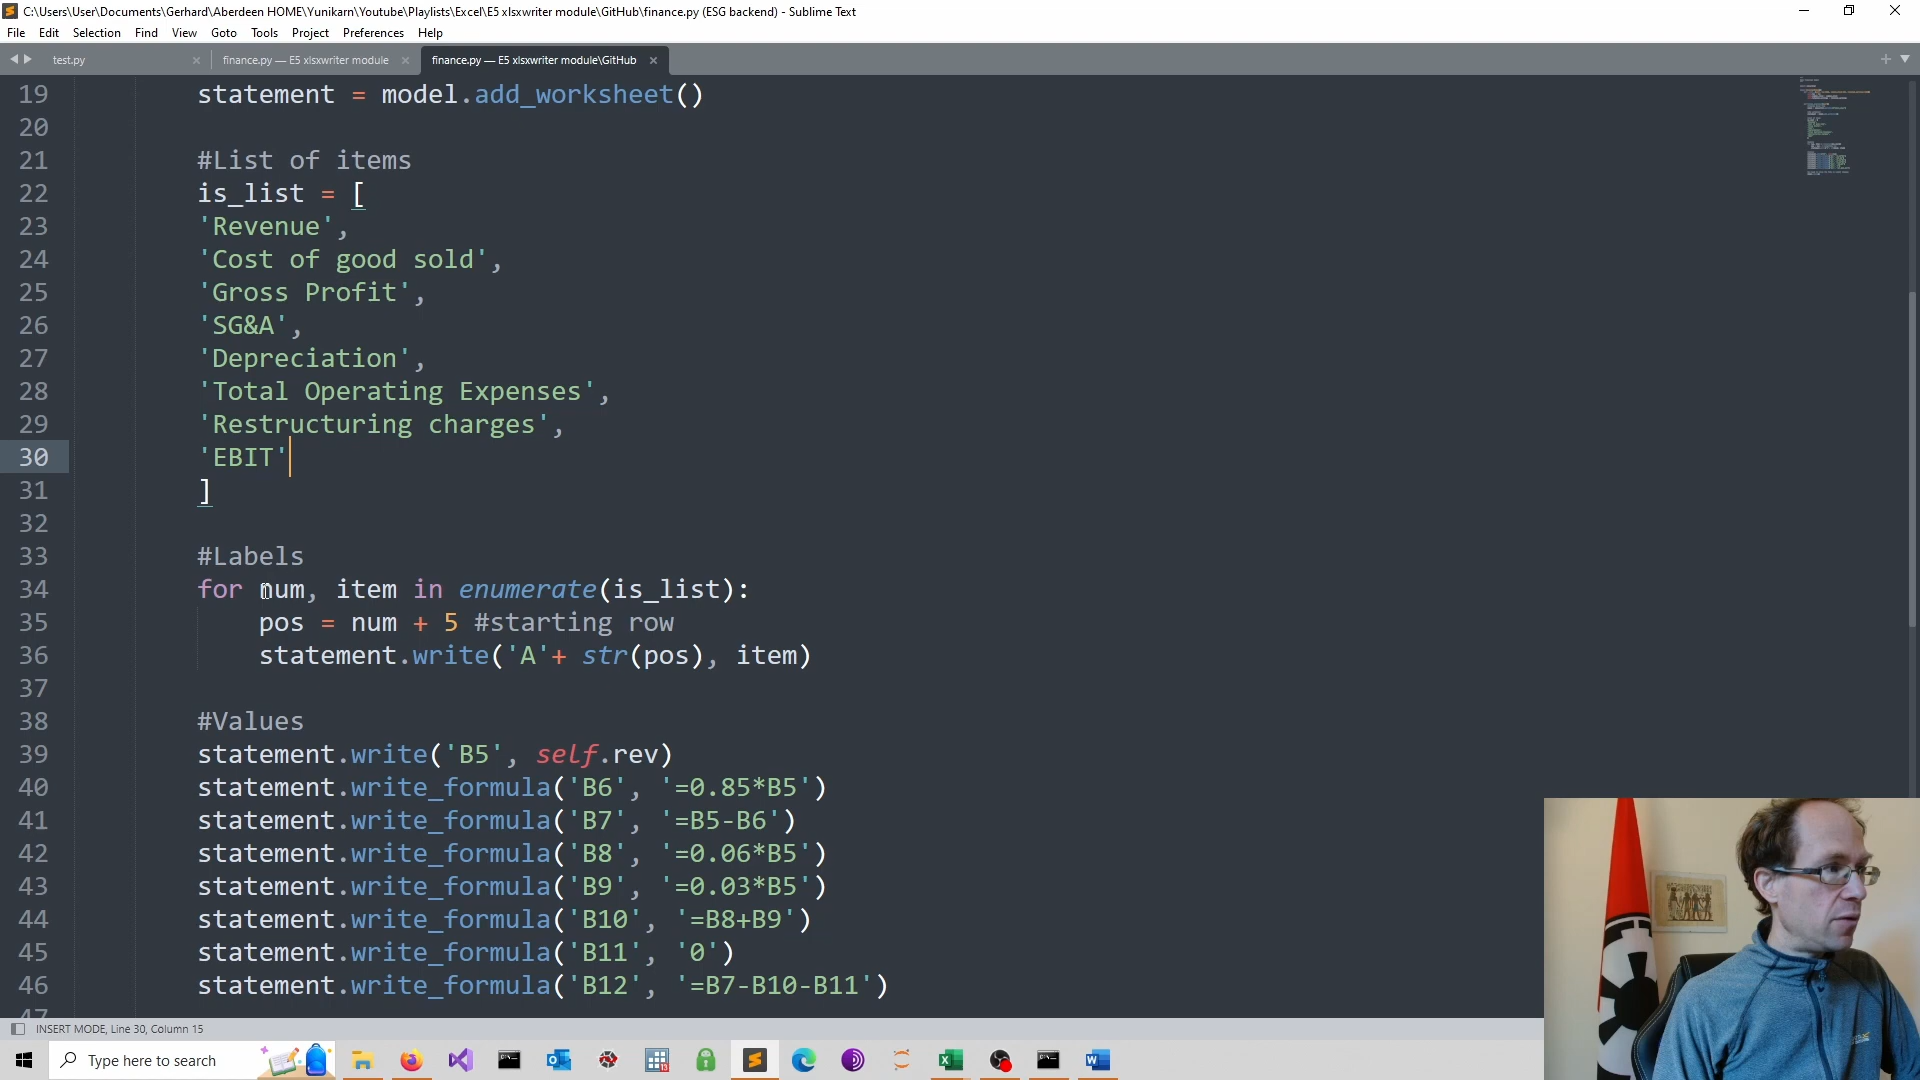 C:\Users\User\Documents\Gerhard\Aberdeen HOME\Yunikarn\Youtube\Playlists\Excel\E5 xlsxwriter module\GitHub\finance.py (ESG backend) - Sublime Text
File Edit Selection Find View Goto Tools Project Preferences Help
test.py finance.py — E5 xlsxwriter module finance.py — E5 xlsxwriter module\GitHub
19 statement = model.add_worksheet()
20
21 #List of items
22 is_list = [
23 'Revenue',
24 'Cost of good sold',
25 'Gross Profit',
26 'SG&A',
27 'Depreciation',
28 'Total Operating Expenses',
29 'Restructuring charges',
30 'EBIT'
31 ]
32
33 #Labels
34 for num, item in enumerate(is_list):
35 pos = num + 5 #starting row
36 statement.write('A'+ str(pos), item)
37
38 #Values
39 statement.write('B5', self.rev)
40 statement.write_formula('B6', '=0.85*B5')
41 statement.write_formula('B7', '=B5-B6')
42 statement.write_formula('B8', '=0.06*B5')
43 statement.write_formula('B9', '=0.03*B5')
44 statement.write_formula('B10', '=B8+B9')
45 statement.write_formula('B11', '0')
46 statement.write_formula('B12', '=B7-B10-B11')
47
INSERT MODE, Line 30, Column 15
Type here to search